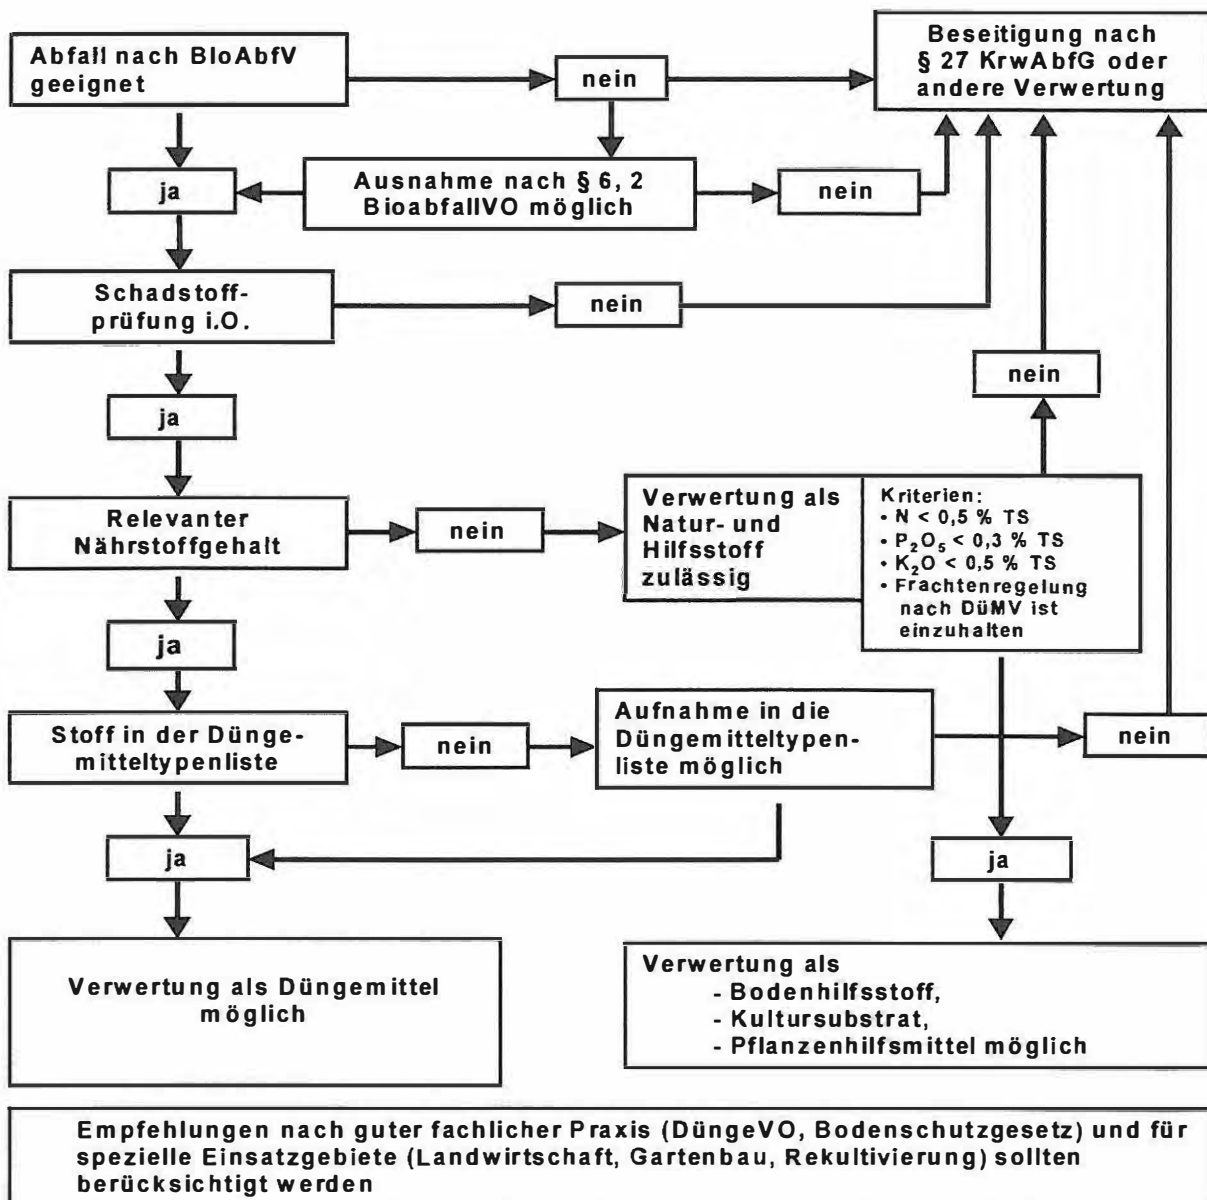 Abfall nach BioAbfV
geeignet
nein
Beseitigung nach
§ 27 KrwAbfG oder
andere Verwertung
ja
Ausnahme nach § 6, 2
BioabfallVO möglich
nein
Schadstoff-
prüfung i.O.
nein
nein
ja
Relevanter
Nährstoffgehalt
nein
Verwertung als
Natur- und
Hilfsstoff
zulässig
Kriterien:
• N < 0,5 % TS
• P₂O₅ < 0,3 % TS
• K₂O < 0,5 % TS
• Frachtenregelung
nach DüMV ist
einzuhalten
ja
Stoff in der Dünge-
mitteltypenliste
nein
Aufnahme in die
Düngemitteltypen-
liste möglich
nein
ja
ja
Verwertung als Düngemittel
möglich
Verwertung als
- Bodenhilfsstoff,
- Kultursubstrat,
- Pflanzenhilfsmittel möglich
Empfehlungen nach guter fachlicher Praxis (DüngeVO, Bodenschutzgesetz) und für
spezielle Einsatzgebiete (Landwirtschaft, Gartenbau, Rekultivierung) sollten
berücksichtigt werden